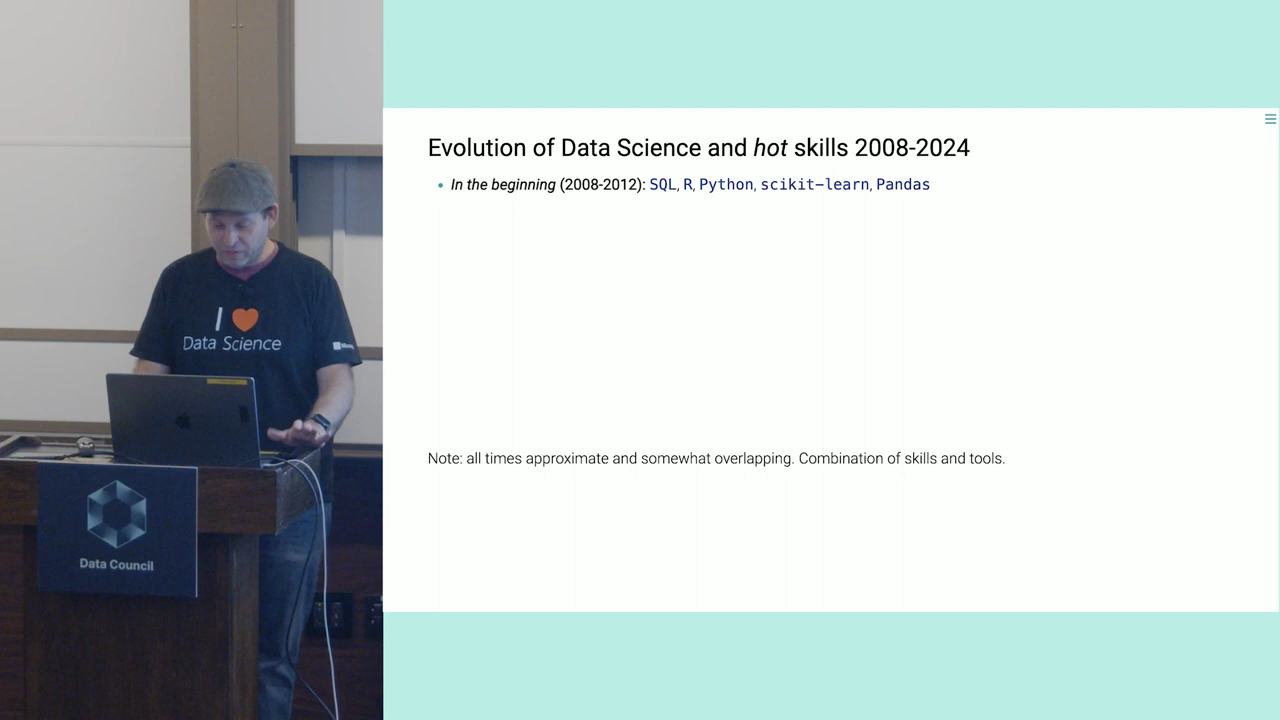 I
Data Science
Data Council
Evolution of Data Science and hot skills 2008-2024
In the beginning (2008-2012): SQL, R, Python, scikit-learn, Pandas
Note: all times approximate and somewhat overlapping. Combination of skills and tools.